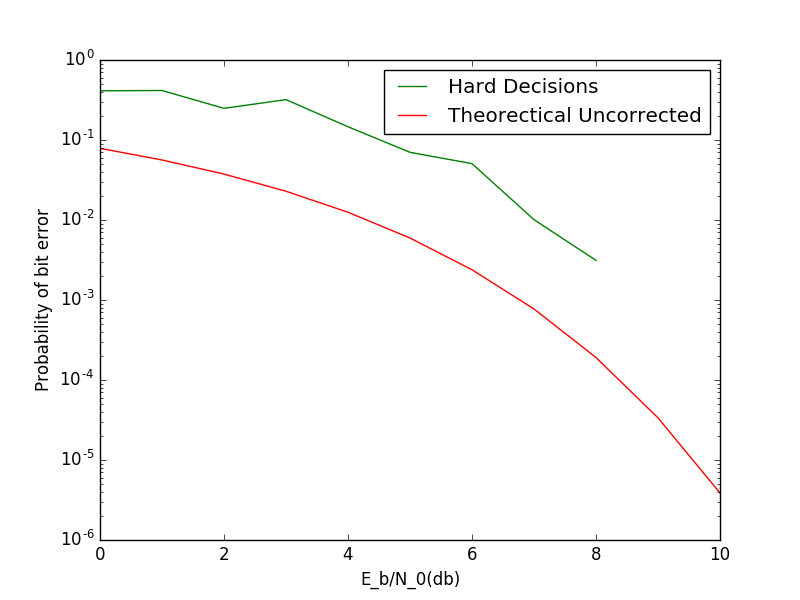 10^0
Hard Decisions
Theorectical Uncorrected
10^-1
10^-2
10^-3
10^-4
10^-5
10^-6
Probability of bit error
0 2 4 6 8 10
E_b/N_0(db)